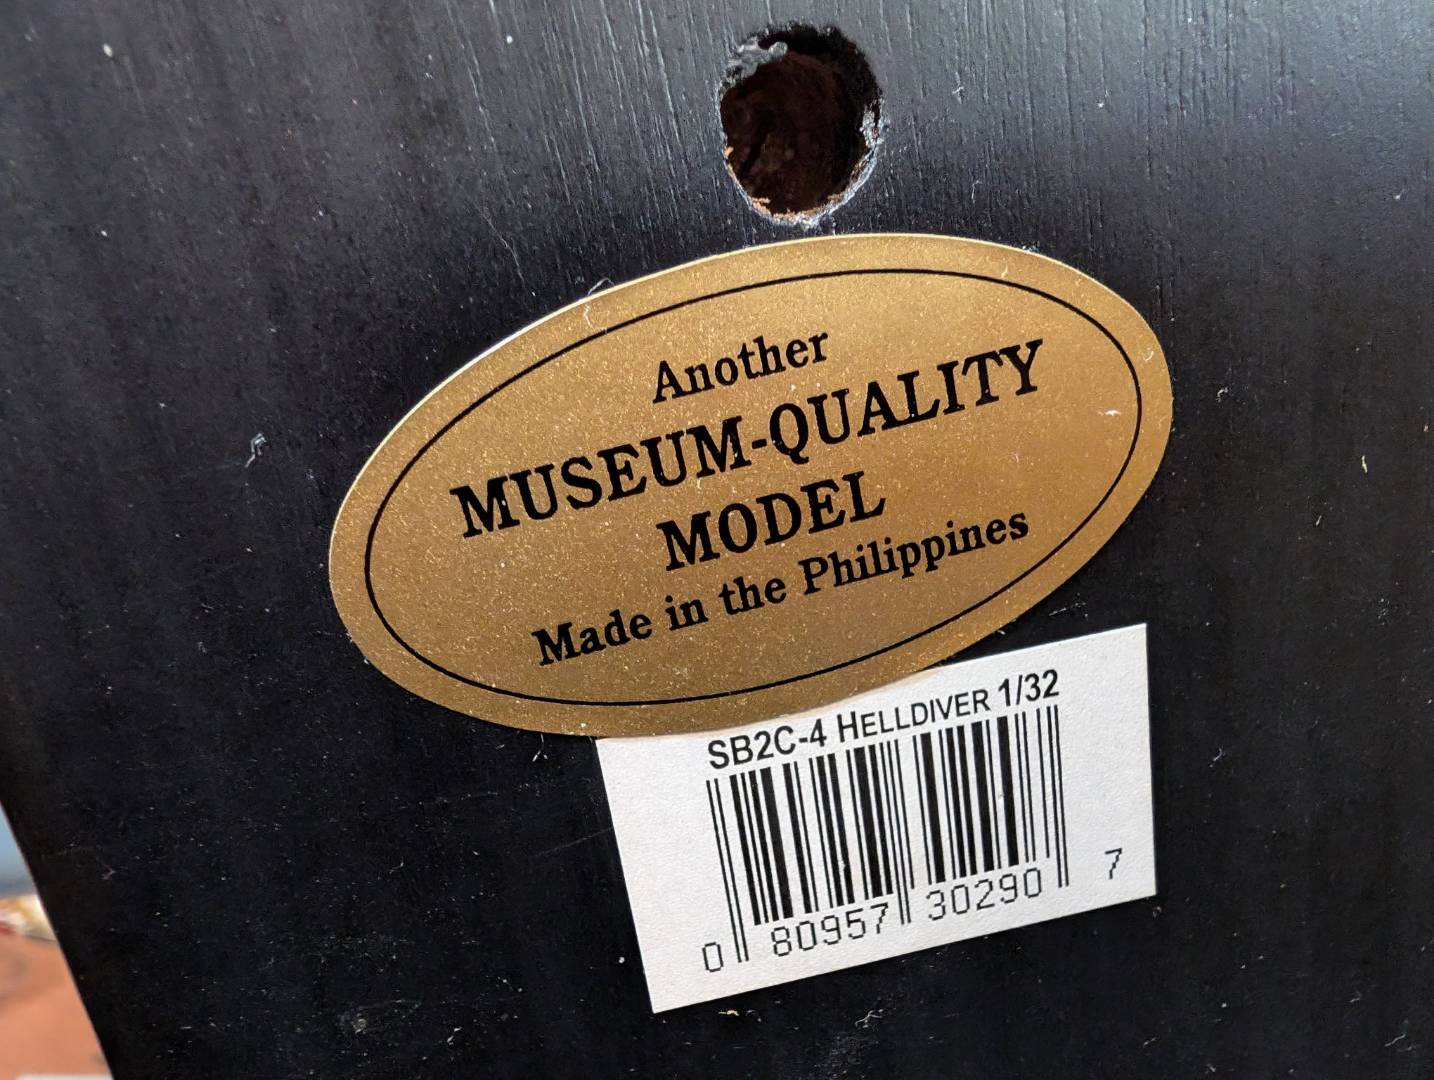 Another
MUSEUM-QUALITY
MODEL
Made in the Philippines
SB2C-4 HELLDIVER 1/32
0 80957 30290 7